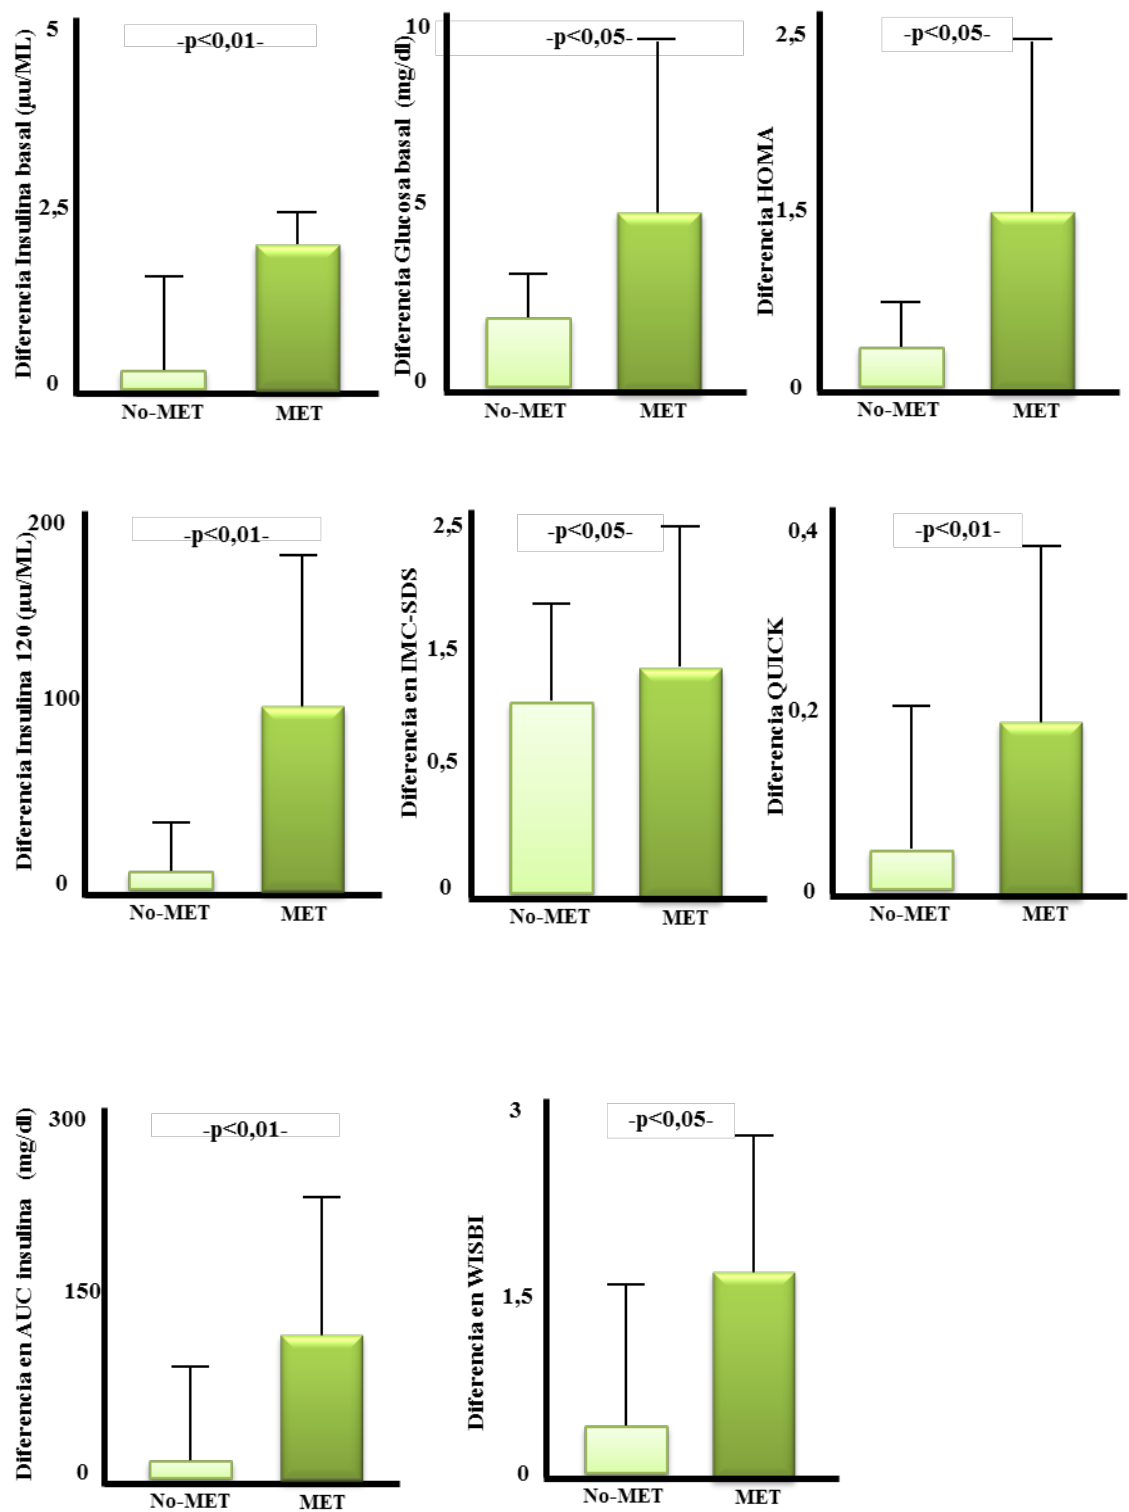 Diferencia Insulina basal (µu/ML)
5
2,5
0
-p<0,01-
No-MET
MET
Diferencia Glucosa basal (mg/dl)
10
5
0
-p<0,05-
No-MET
MET
Diferencia HOMA
2,5
1,5
0
-p<0,05-
No-MET
MET
Diferencia Insulina 120 (µu/ML)
200
100
0
-p<0,01-
No-MET
MET
Diferencia en IMC-SDS
2,5
1,5
0,5
0
-p<0,05-
No-MET
MET
Diferencia QUICK
0,4
0,2
0
-p<0,01-
No-MET
MET
Diferencia en AUC insulina (mg/dl)
300
150
0
-p<0,01-
No-MET
MET
Diferencia en WISBI
3
1,5
0
-p<0,05-
No-MET
MET